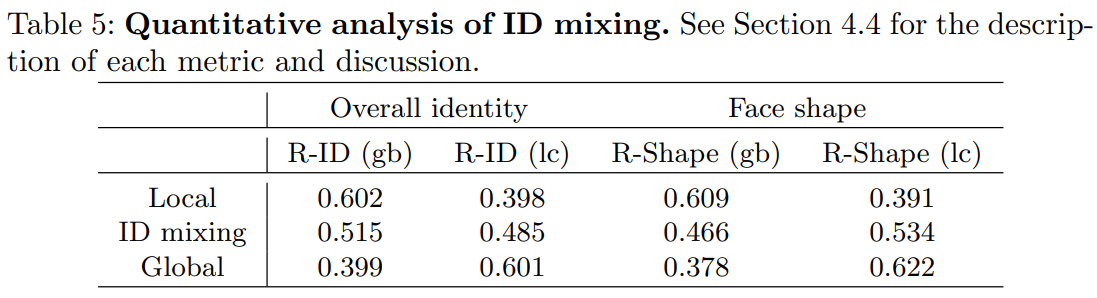 Table 5: Quantitative analysis of ID mixing. See Section 4.4 for the descrip-
tion of each metric and discussion.
Overall identity Face shape
R-ID (gb) R-ID (lc) R-Shape (gb) R-Shape (lc)
Local 0.602 0.398 0.609 0.391
ID mixing 0.515 0.485 0.466 0.534
Global 0.399 0.601 0.378 0.622